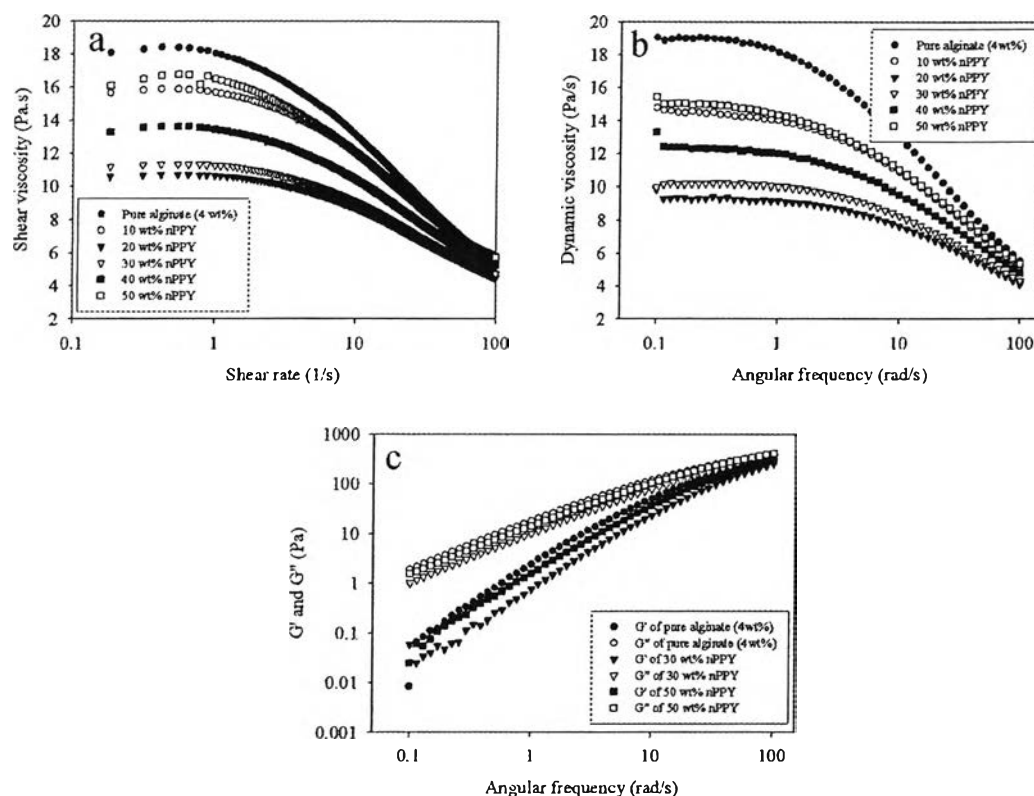 a
20
18
16
14
12
10
8
6
4
2
Shear viscosity (Pa.s)
Pure alginate (4 wt%)
10 wt% nPPY
20 wt% nPPY
30 wt% nPPY
40 wt% nPPY
50 wt% nPPY
0.1
1
10
100
Shear rate (1/s)
b
20
18
16
14
12
10
8
6
4
2
Dynamic viscosity (Pa/s)
Pure alginate (4wt%)
10 wt% nPPY
20 wt% nPPY
30 wt% nPPY
40 wt% nPPY
50 wt% nPPY
0.1
1
10
100
Angular frequency (rad/s)
c
1000
100
10
1
0.1
0.01
0.001
G' and G" (Pa)
G' of pure alginate (4wt%)
G" of pure alginate (4wt%)
G' of 30 wt% nPPY
G" of 30 wt% nPPY
G' of 50 wt% nPPY
G" of 50 wt% nPPY
0.1
1
10
100
Angular frequency (rad/s)